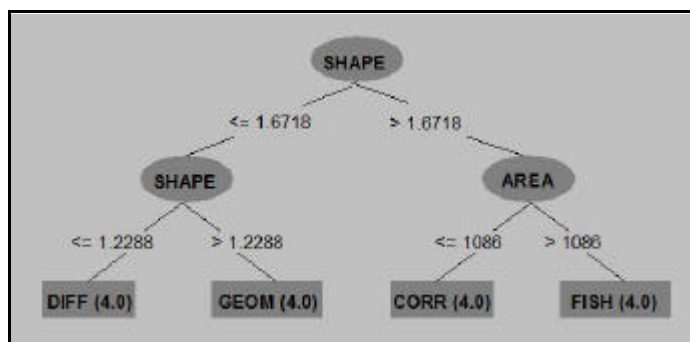 SHAPE
<= 1.6718 > 1.6718
SHAPE AREA
<= 1.2288 > 1.2288 <= 1086 > 1086
DIFF (4.0) GEOM (4.0) CORR (4.0) FISH (4.0)